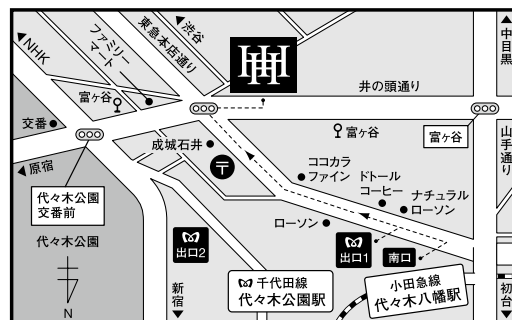 NHK
ファミリー
マート
東急本店通り
渋谷
HH
井の頭通り
中目黒
富ヶ谷
交番
成城石井
〒
富ヶ谷
富ヶ谷
山手通り
原宿
ココカラ
ファイン
ドトール
コーヒー
ナチュラル
ローソン
代々木公園
交番前
ローソン
代々木公園
出口2
出口1
南口
新宿
千代田線
代々木公園駅
小田急線
代々木八幡駅
初台
N